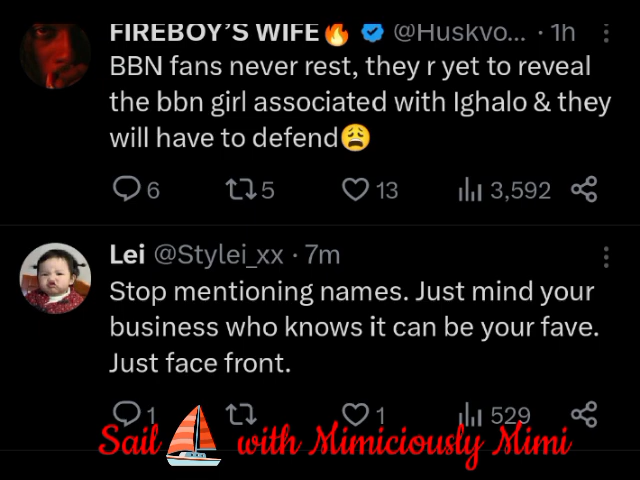 FIREBOY'S WIFE🔥 @Huskvo... · 1h
BBN fans never rest, they r yet to reveal
the bbn girl associated with Ighalo & they
will have to defend😩
6 5 13 3,592
Lei @Stylei_xx · 7m
Stop mentioning names. Just mind your
business who knows it can be your fave.
Just face front.
1 1 529
Sail with Mimiciously Mimi